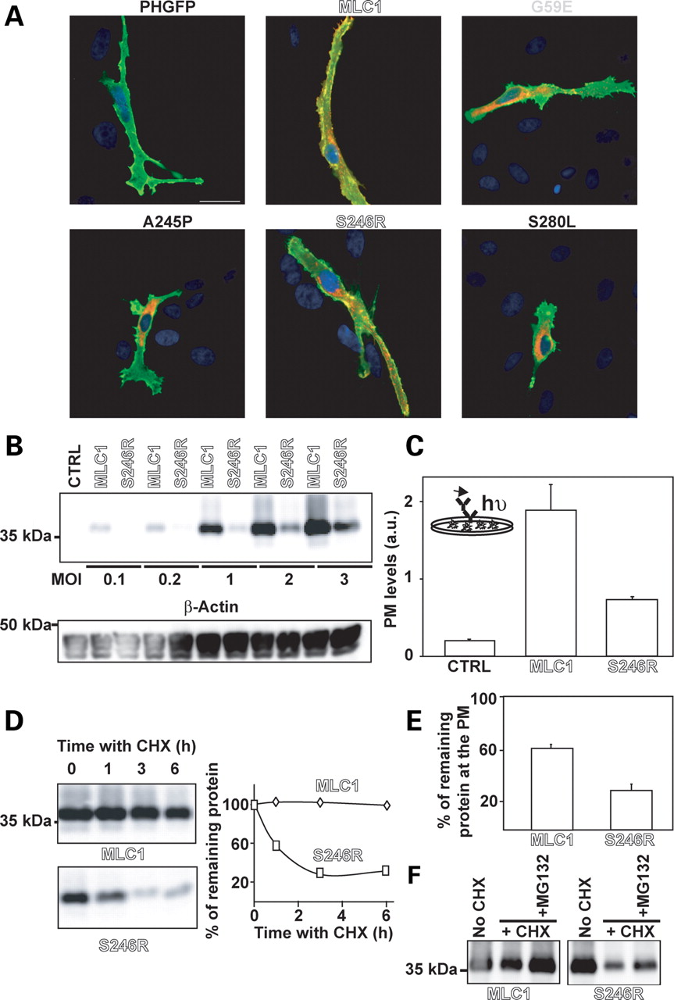 A
PHGFP
MLC1
G59E
A245P
S246R
S280L
B
CTRL
MLC1
S246R
MLC1
S246R
MLC1
S246R
MLC1
S246R
MLC1
S246R
35 kDa
MOI 0.1 0.2 1 2 3
β-Actin
50 kDa
C
PM levels (a.u.)
2
1
0
hυ
CTRL MLC1 S246R
D
Time with CHX (h)
0 1 3 6
35 kDa
MLC1
S246R
% of remaining protein
100
60
20
MLC1
S246R
0 2 4 6
Time with CHX (h)
E
% of remaining
protein at the PM
100
60
20
MLC1 S246R
F
No CHX
+MG132
+ CHX
No CHX
+MG132
+ CHX
35 kDa
MLC1
S246R